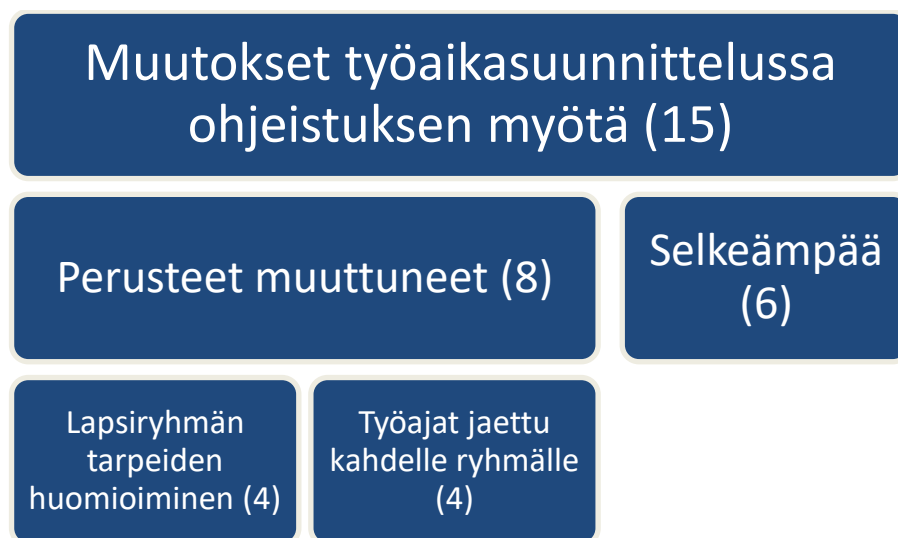 Muutokset työaikasuunnittelussa
ohjeistuksen myötä (15)
Perusteet muuttuneet (8)
Selkeämpää
(6)
Lapsiryhmän
tarpeiden
huomioiminen (4)
Työajat jaettu
kahdelle ryhmälle
(4)